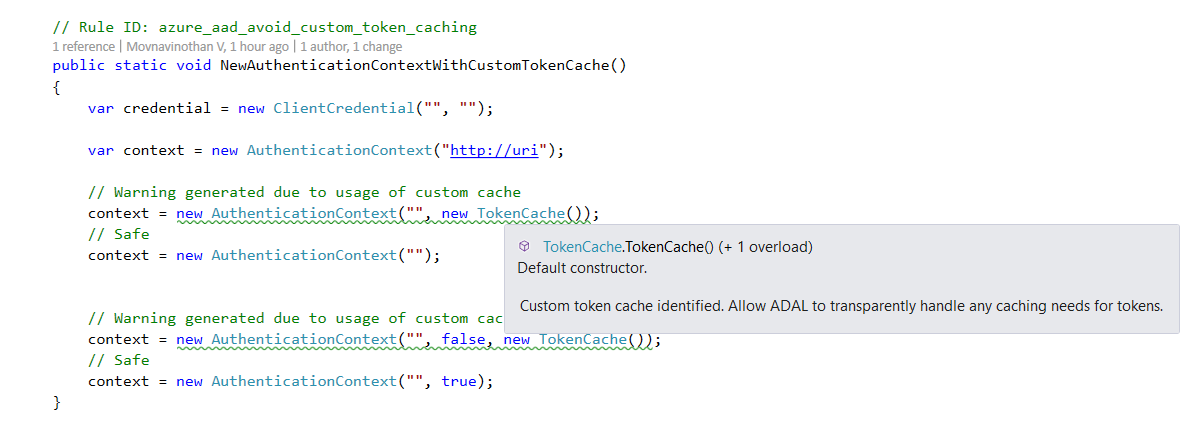 // Rule ID: azure_aad_avoid_custom_token_caching
1 reference | Movnavinothan V, 1 hour ago | 1 author, 1 change
public static void NewAuthenticationContextWithCustomTokenCache()
{
var credential = new ClientCredential("", "");
var context = new AuthenticationContext("http://uri");
// Warning generated due to usage of custom cache
context = new AuthenticationContext("", new TokenCache());
// Safe
context = new AuthenticationContext("");
TokenCache.TokenCache() (+ 1 overload)
Default constructor.
Custom token cache identified. Allow ADAL to transparently handle any caching needs for tokens.
// Warning generated due to usage of custom cac
context = new AuthenticationContext("", false, new TokenCache());
// Safe
context = new AuthenticationContext("", true);
}